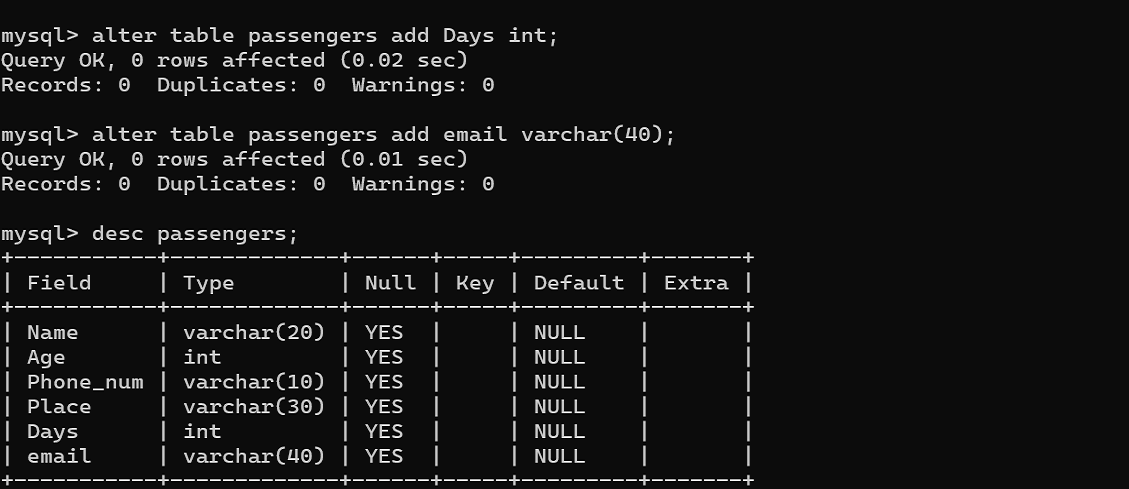 mysql> alter table passengers add Days int;
Query OK, 0 rows affected (0.02 sec)
Records: 0  Duplicates: 0  Warnings: 0

mysql> alter table passengers add email varchar(40);
Query OK, 0 rows affected (0.01 sec)
Records: 0  Duplicates: 0  Warnings: 0

mysql> desc passengers;
+-----------+-------------+------+-----+---------+-------+
| Field     | Type        | Null | Key | Default | Extra |
+-----------+-------------+------+-----+---------+-------+
| Name      | varchar(20) | YES  |     | NULL    |       |
| Age       | int         | YES  |     | NULL    |       |
| Phone_num | varchar(10) | YES  |     | NULL    |       |
| Place     | varchar(30) | YES  |     | NULL    |       |
| Days      | int         | YES  |     | NULL    |       |
| email     | varchar(40) | YES  |     | NULL    |       |
+-----------+-------------+------+-----+---------+-------+